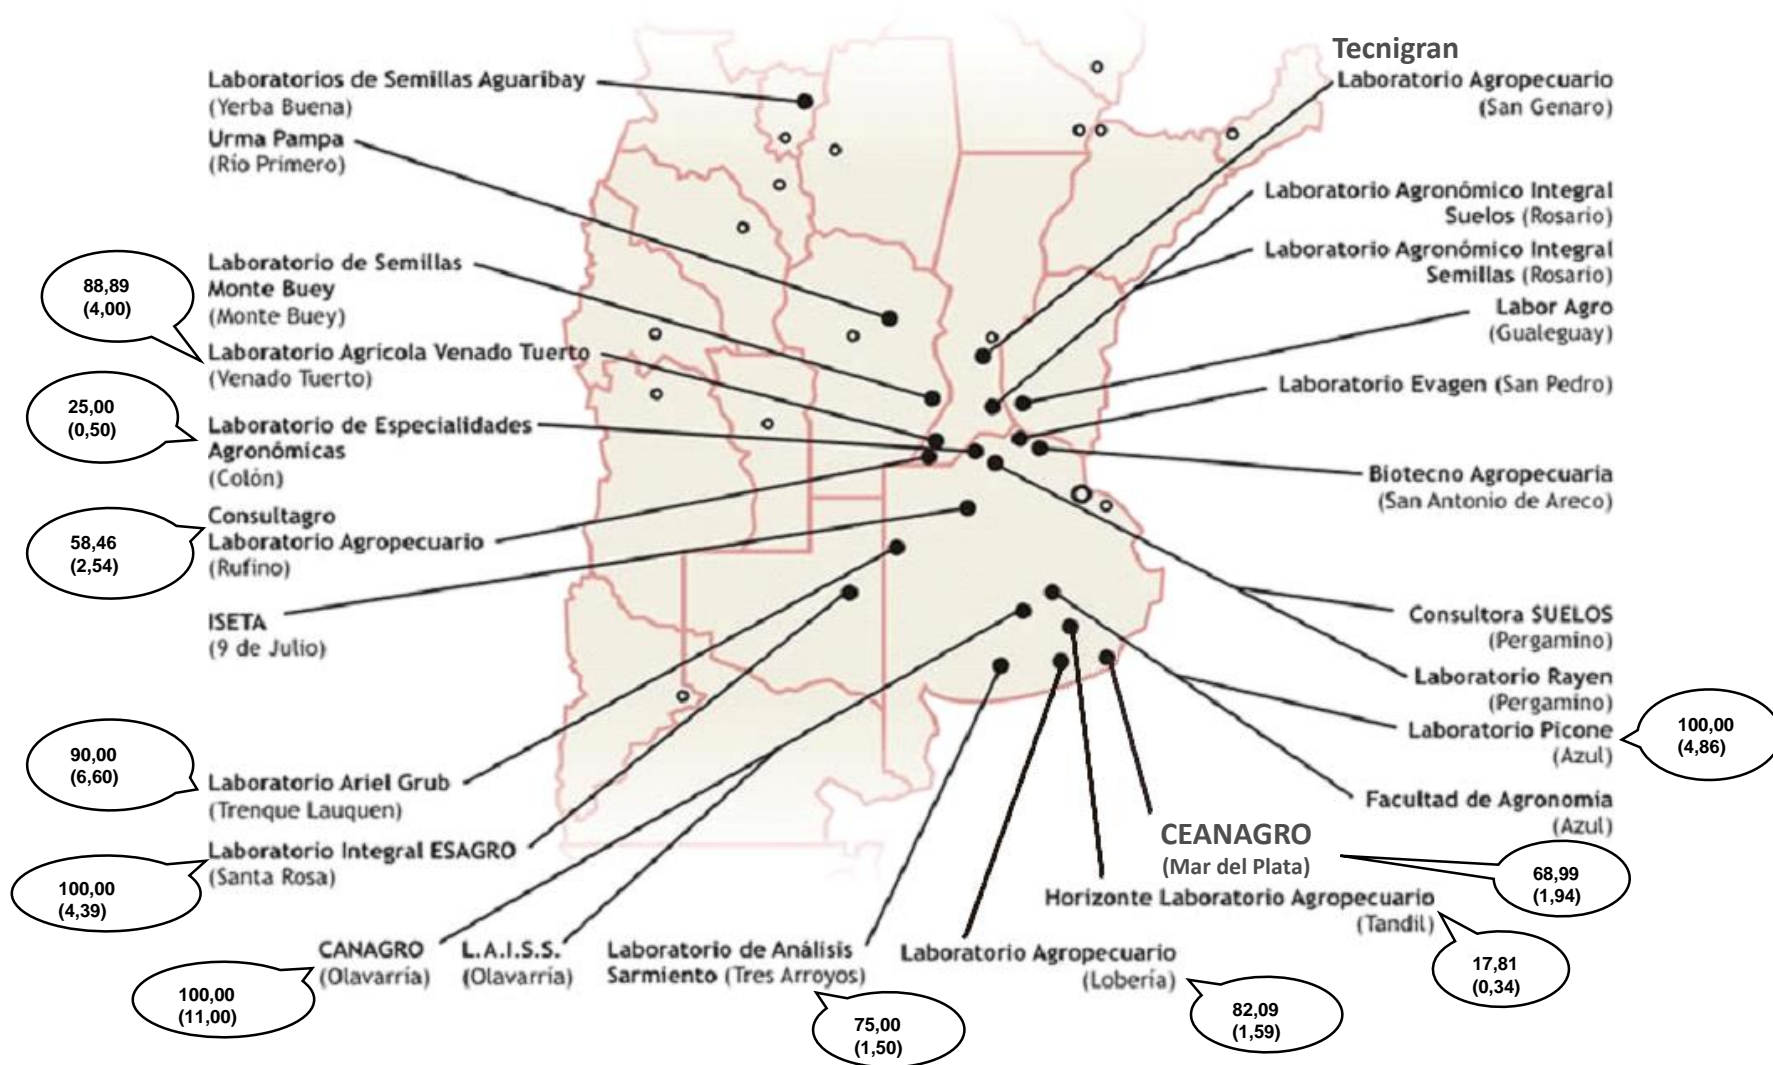 Laboratorios de Semillas Aguaribay
(Yerba Buena)
Urma Pampa
(Río Primero)
88,89
(4,00)
Laboratorio de Semillas
Monte Buey
(Monte Buey)
Laboratorio Agrícola Venado Tuerto
(Venado Tuerto)
25,00
(0,50)
Laboratorio de Especialidades
Agronómicas
(Colón)
58,46
(2,54)
Consultagro
Laboratorio Agropecuario
(Rufino)
ISETA
(9 de Julio)
90,00
(6,60)
Laboratorio Ariel Grub
(Trenque Lauquen)
100,00
(4,39)
Laboratorio Integral ESAGRO
(Santa Rosa)
100,00
(11,00)
CANAGRO
(Olavarría)
L.A.I.S.S.
(Olavarría)
Laboratorio de Análisis
Sarmiento (Tres Arroyos)
75,00
(1,50)
Laboratorio Agropecuario
(Lobería)
82,09
(1,59)
Horizonte Laboratorio Agropecuario
(Tandil)
17,81
(0,34)
CEANAGRO
(Mar del Plata)
68,99
(1,94)
Tecnigran
Laboratorio Agropecuario
(San Genaro)
Laboratorio Agronómico Integral
Suelos (Rosario)
Laboratorio Agronómico Integral
Semillas (Rosario)
Labor Agro
(Gualeguay)
Laboratorio Evagen (San Pedro)
Biotecno Agropecuaria
(San Antonio de Areco)
Consultora SUELOS
(Pergamino)
Laboratorio Rayen
(Pergamino)
Laboratorio Picone
(Azul)
100,00
(4,86)
Facultad de Agronomía
(Azul)